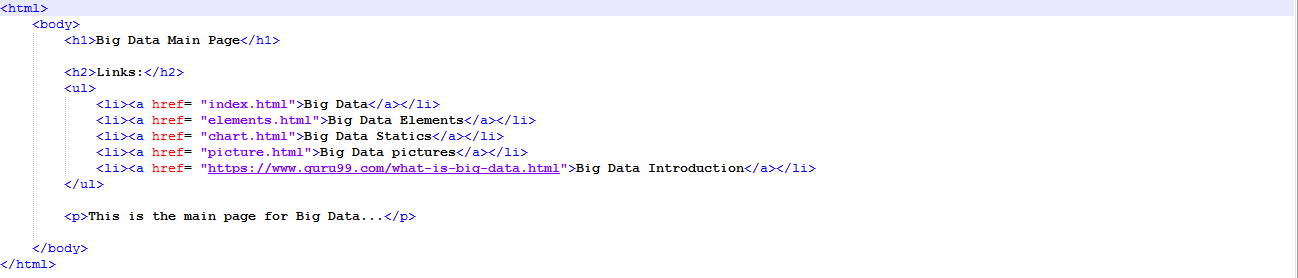 <html>
<body>
<h1>Big Data Main Page</h1>
<h2>Links:</h2>
<ul>
<li><a href= "index.html">Big Data</a></li>
<li><a href= "elements.html">Big Data Elements</a></li>
<li><a href= "chart.html">Big Data Statics</a></li>
<li><a href= "picture.html">Big Data pictures</a></li>
<li><a href= "https://www.guru99.com/what-is-big-data.html">Big Data Introduction</a></li>
</ul>
<p>This is the main page for Big Data...</p>
</body>
</html>